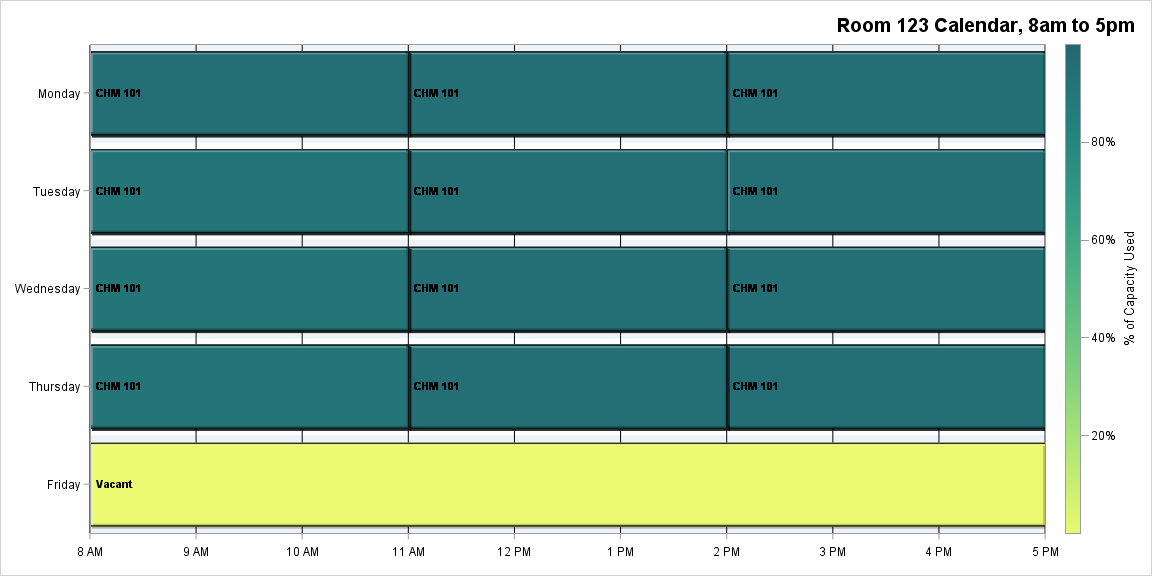 Room 123 Calendar, 8am to 5pm
Monday
CHM 101
CHM 101
CHM 101
Tuesday
CHM 101
CHM 101
CHM 101
Wednesday
CHM 101
CHM 101
CHM 101
Thursday
CHM 101
CHM 101
CHM 101
Friday
Vacant
8 AM
9 AM
10 AM
11 AM
12 PM
1 PM
2 PM
3 PM
4 PM
5 PM
80%
60%
40%
20%
% of Capacity Used